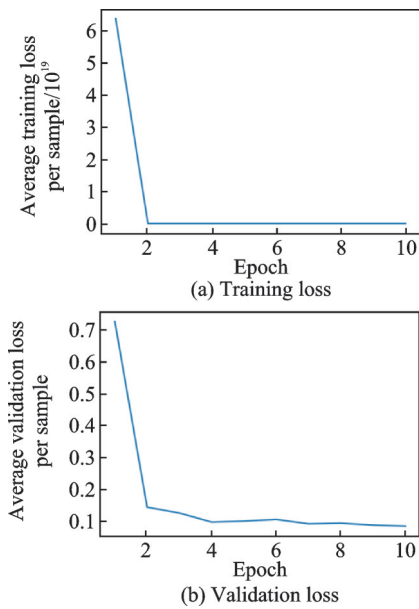 Average training loss
per sample/10¹⁹
6
5
4
3
2
1
0
2 4 6 8 10
Epoch
(a) Training loss
Average validation loss
per sample
0.7
0.6
0.5
0.4
0.3
0.2
0.1
2 4 6 8 10
Epoch
(b) Validation loss